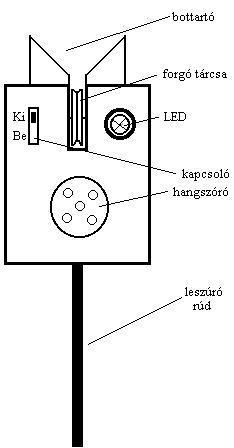 bottartó
forgó tárcsa
Ki
LED
Be
kapcsoló
hangszóró
leszúró
rúd